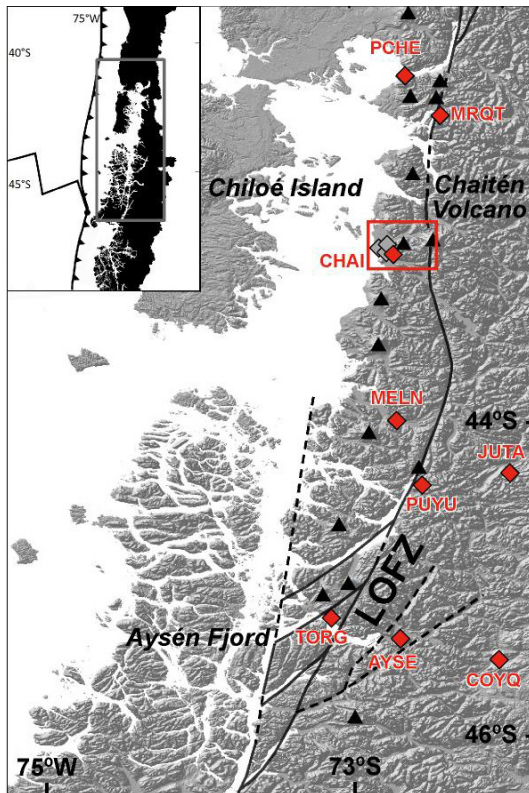 75°W
40°S
45°S
PCHE
MRQT
Chiloé Island
Chaitén
Volcano
CHAI
MELN
44°S
JUTA
PUYU
LOFZ
Aysén Fjord
TORG
AYSE
COYQ
46°S
75°W
73°S